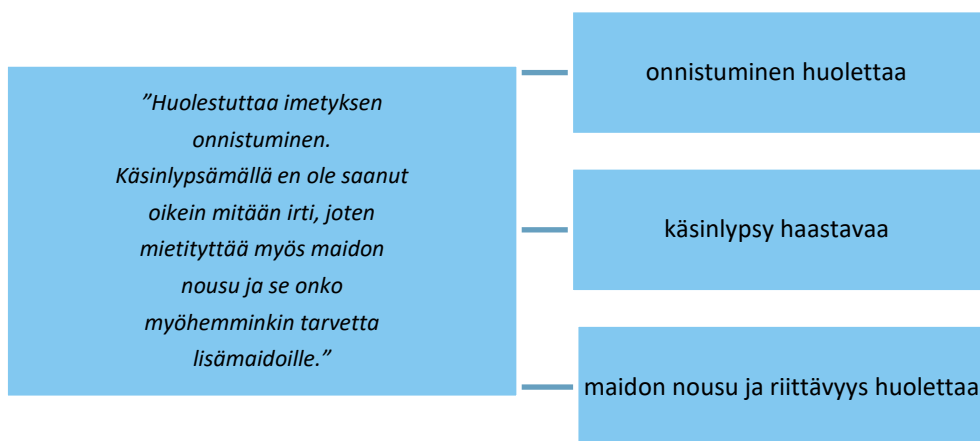 ”Huolestuttaa imetyksen
onnistuminen.
Käsinlypsämällä en ole saanut
oikein mitään irti, joten
mietityttää myös maidon
nousu ja se onko
myöhemminkin tarvetta
lisämaidoille.”
onnistuminen huolettaa
käsinlypsy haastavaa
maidon nousu ja riittävyys huolettaa